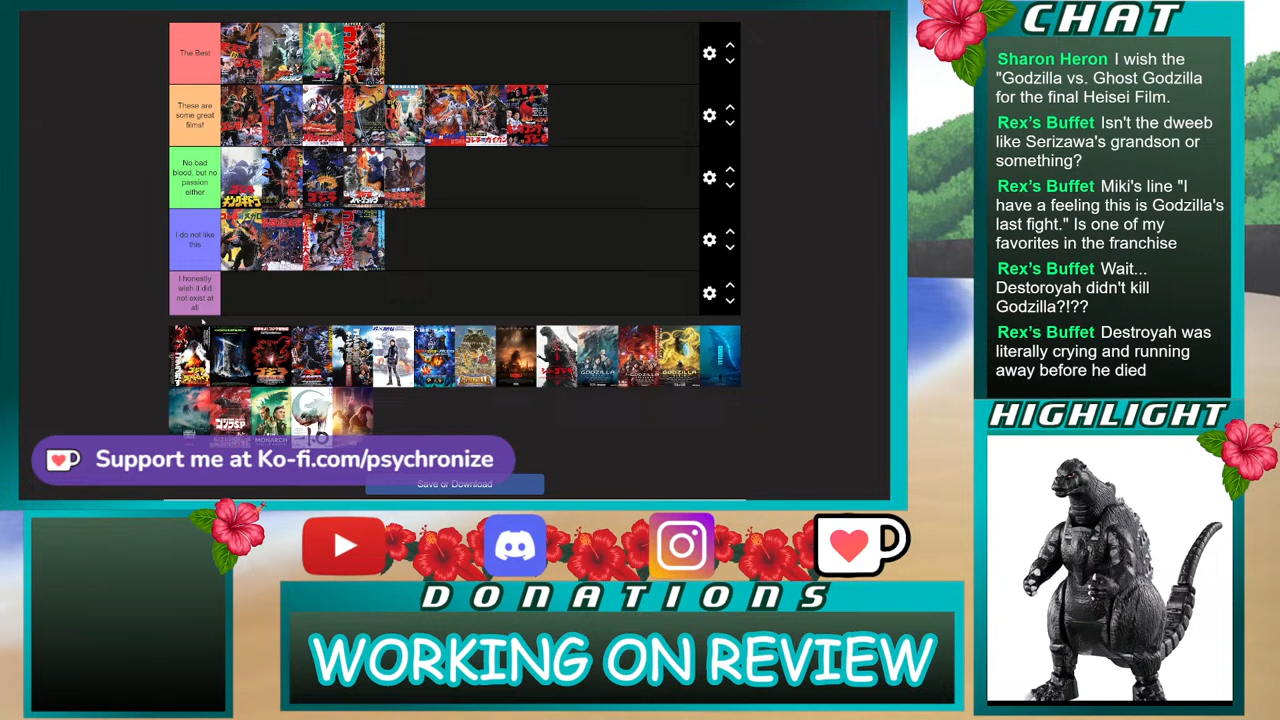 The Best
These are
some great
films!
No bad
blood, but no
passion
either
I do not like
this
I honestly
wish it did
not exist at
all
Support me at Ko-fi.com/psychronize
Save or Download
CHAT
Sharon Heron I wish the
"Godzilla vs. Ghost Godzilla
for the final Heisei Film.
Rex's Buffet Isn't the dweeb
like Serizawa's grandson or
something?
Rex's Buffet Miki's line "I
have a feeling this is Godzilla's
last fight." Is one of my
favorites in the franchise
Rex's Buffet Wait...
Destoroyah didn't kill
Godzilla?!??
Rex's Buffet Destroyah was
literally crying and running
away before he died
HIGHLIGHT
DONATIONS
WORKING ON REVIEW